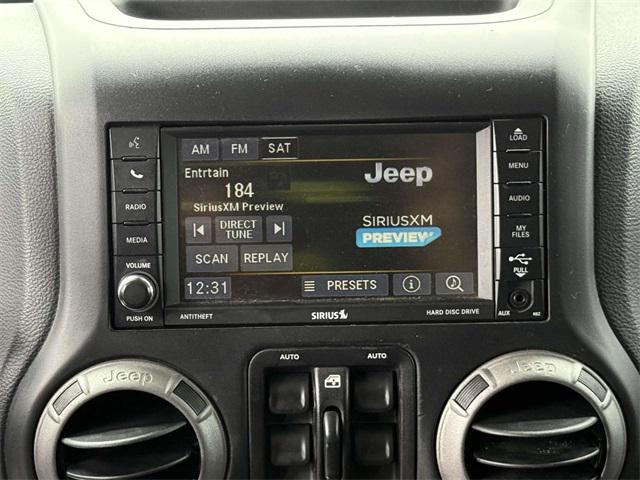 AM FM SAT
Entrtain
184
SiriusXM Preview
Jeep
DIRECT
TUNE
SIRIUSXM
PREVIEW
SCAN REPLAY
12:31 PRESETS
RADIO
MEDIA
VOLUME
PUSH ON
LOAD
MENU
AUDIO
MY
FILES
PULL
AUX RBZ
ANTITHEFT SIRIUS HARD DISC DRIVE
AUTO AUTO
Jeep Jeep